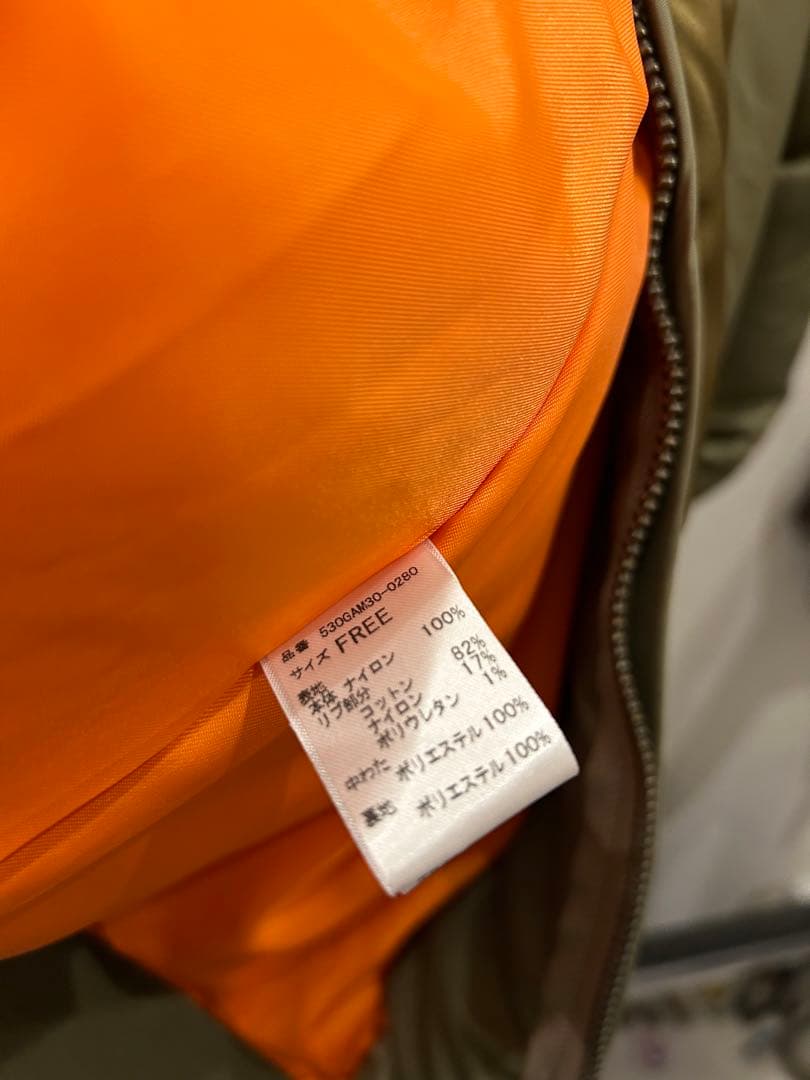 品番 530GAM30-0280
サイズ FREE
表地
本体 ナイロン 100%
リブ部分
コットン 82%
ナイロン 17%
ポリウレタン 1%
中わた ポリエステル100%
裏地 ポリエステル100%